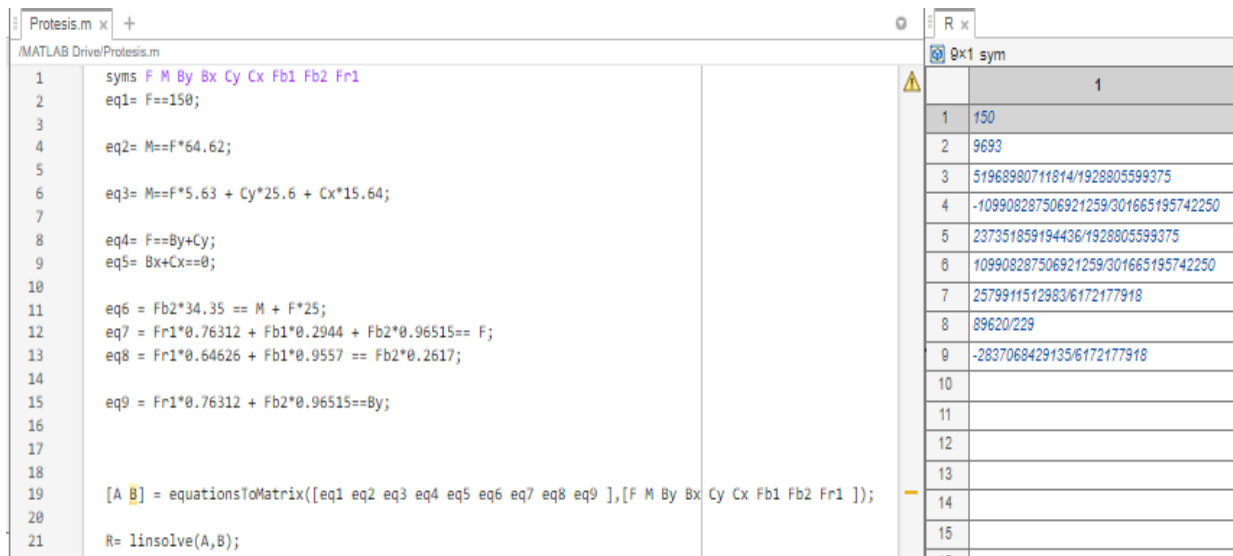 Protesis.m × +
/MATLAB Drive/Protesis.m
1 syms F M By Bx Cy Cx Fb1 Fb2 Fr1
2 eq1= F==150;
3
4 eq2= M==F*64.62;
5
6 eq3= M==F*5.63 + Cy*25.6 + Cx*15.64;
7
8 eq4= F==By+Cy;
9 eq5= Bx+Cx==0;
10
11 eq6 = Fb2*34.35 == M + F*25;
12 eq7 = Fr1*0.76312 + Fb1*0.2944 + Fb2*0.96515== F;
13 eq8 = Fr1*0.64626 + Fb1*0.9557 == Fb2*0.2617;
14
15 eq9 = Fr1*0.76312 + Fb2*0.96515==By;
16
17
18
19 [A B] = equationsToMatrix([eq1 eq2 eq3 eq4 eq5 eq6 eq7 eq8 eq9 ],[F M By Bx Cy Cx Fb1 Fb2 Fr1 ]);
20
21 R= linsolve(A,B);
R ×
9×1 sym
1
1 150
2 9693
3 51968980711814/1928805599375
4 -109908287506921259/301665195742250
5 237351859194436/1928805599375
6 109908287506921259/301665195742250
7 2579911512983/6172177918
8 89620/229
9 -2837068429135/6172177918
10
11
12
13
14
15